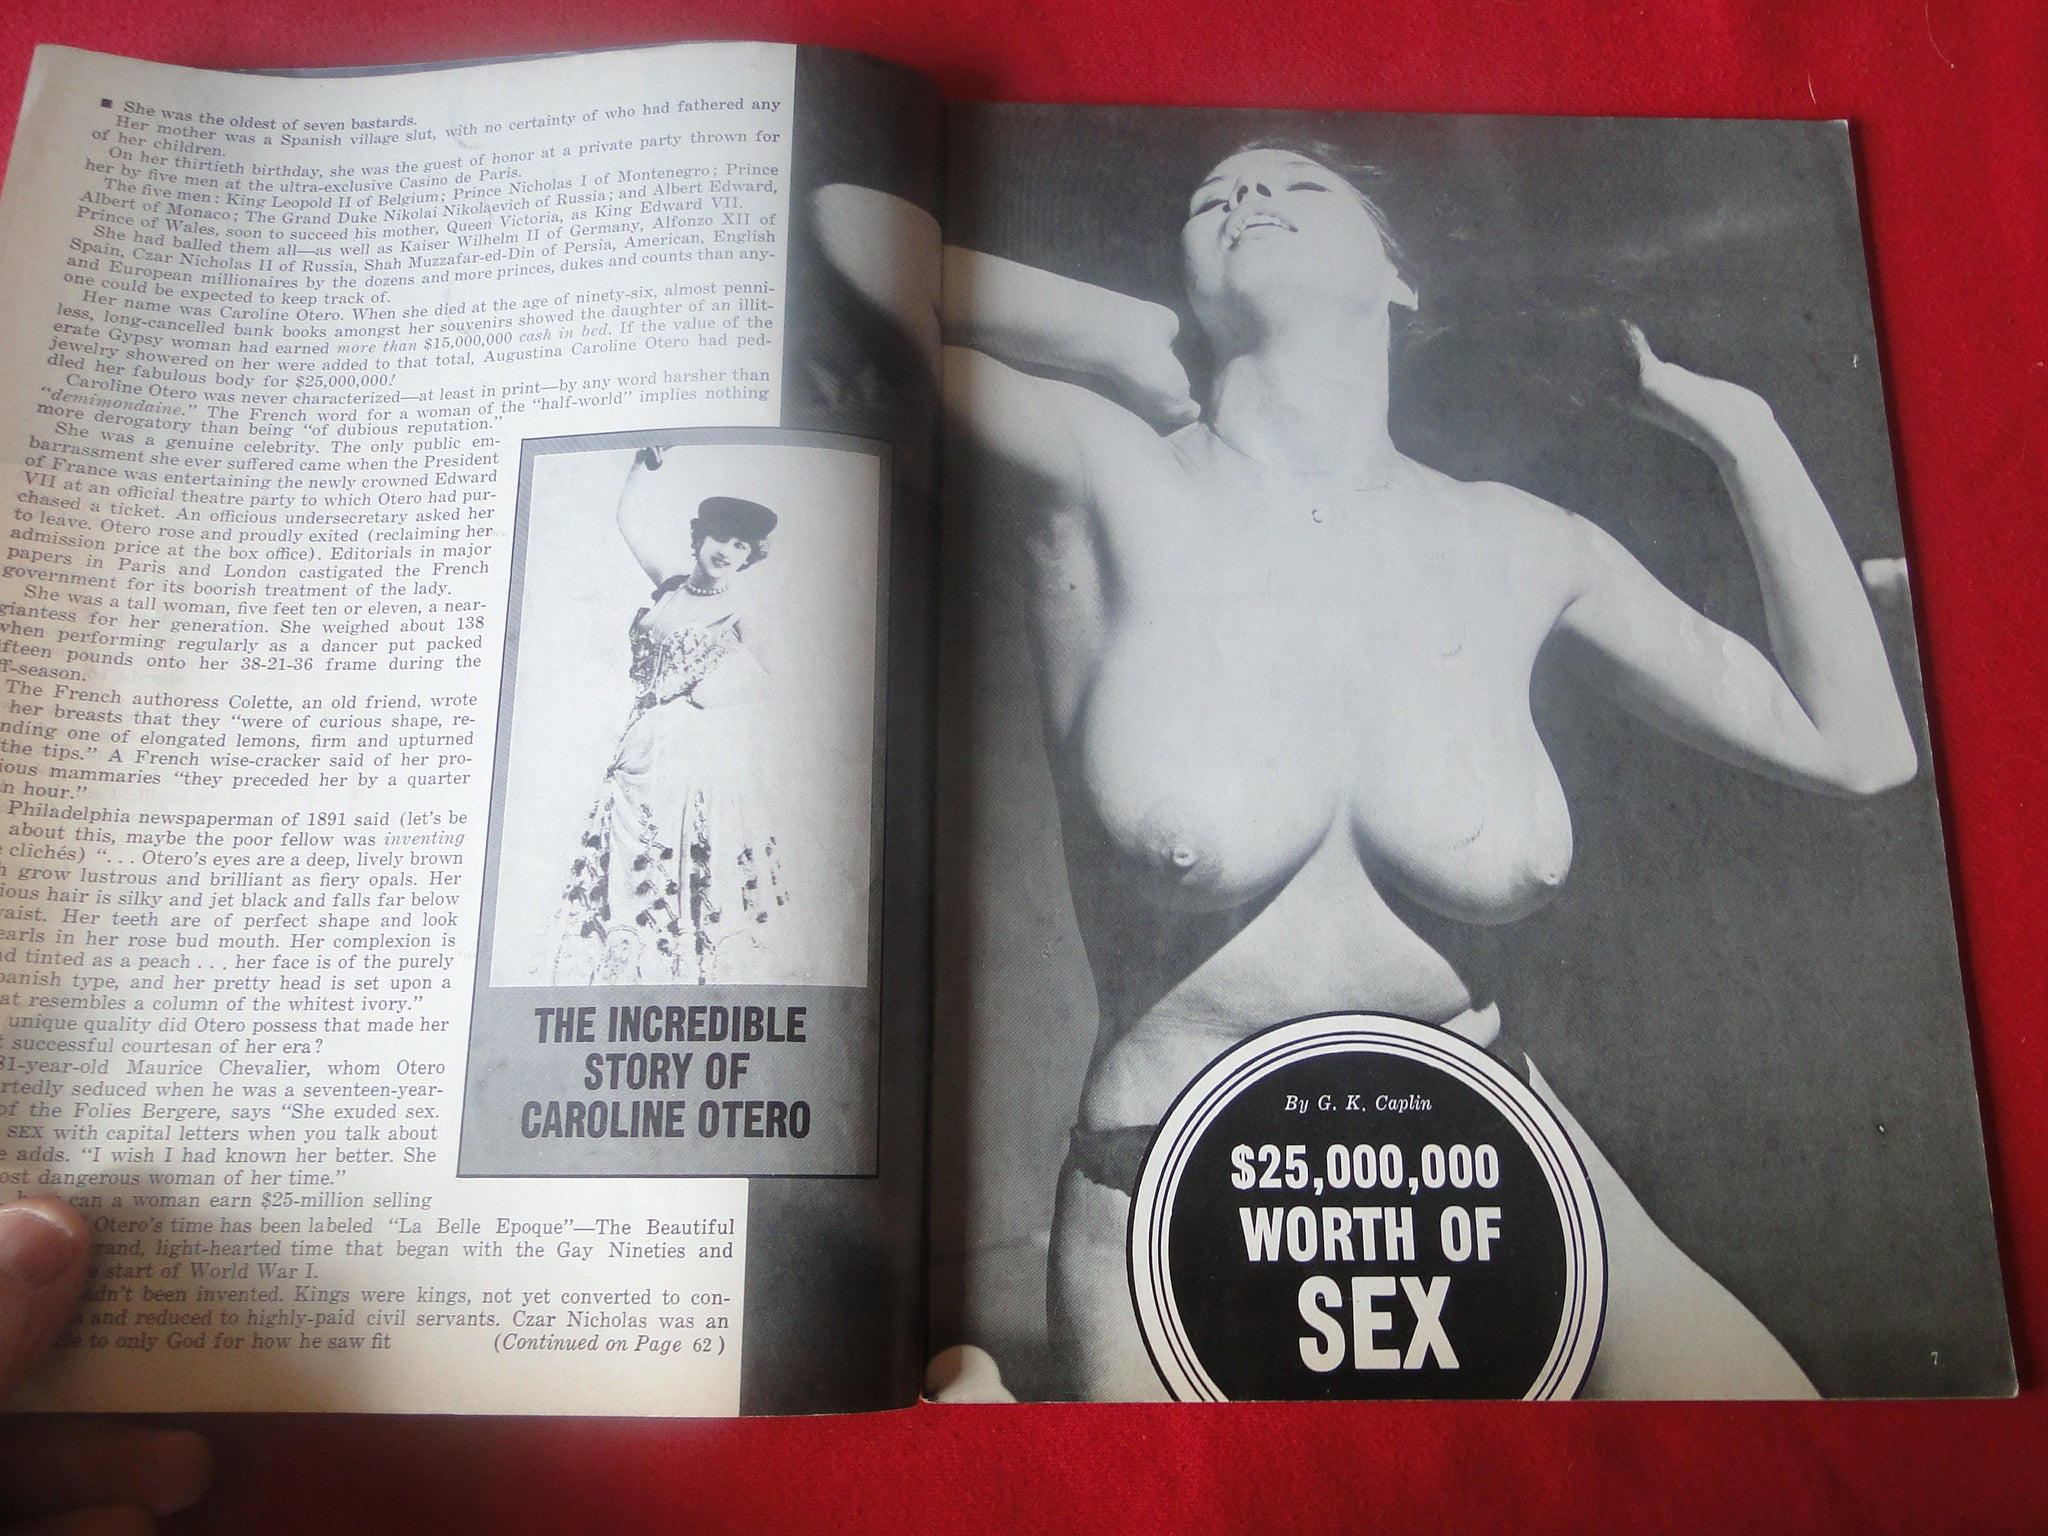 ■ She was the oldest of seven bastards.
Her mother was a Spanish village slut, with no certainty of who had fathered any
of her children.
On her thirtieth birthday, she was the guest of honor at a private party thrown for
her by five men at the ultra-exclusive Casino de Paris.
The five men: King Leopold II of Belgium; Prince Nicholas I of Montenegro; Prince
Albert of Monaco; The Grand Duke Nikolai Nikolaevich of Russia; and Albert Edward,
Prince of Wales, soon to succeed his mother, Queen Victoria, as King Edward VII.
She had balled them all—as well as Kaiser Wilhelm II of Germany, Alfonzo XII of
Spain, Czar Nicholas II of Russia, Shah Muzzafar-ed-Din of Persia, American, English
and European millionaires by the dozens and more princes, dukes and counts than any-
one could be expected to keep track of.
Her name was Caroline Otero. When she died at the age of ninety-six, almost penni-
less, long-cancelled bank books amongst her souvenirs showed the daughter of an illit-
erate Gypsy woman had earned more than $15,000,000 cash in bed. If the value of the
jewelry showered on her were added to that total, Augustina Caroline Otero had ped-
dled her fabulous body for $25,000,000!
Caroline Otero was never characterized—at least in print—by any word harsher than
"demimondaine." The French word for a woman of the "half-world" implies nothing
more derogatory than being "of dubious reputation."
She was a genuine celebrity. The only public em-
barrassment she ever suffered came when the President
of France was entertaining the newly crowned Edward
VII at an official theatre party to which Otero had pur-
chased a ticket. An officious undersecretary asked her
to leave. Otero rose and proudly exited (reclaiming her
admission price at the box office). Editorials in major
papers in Paris and London castigated the French
government for its boorish treatment of the lady.
She was a tall woman, five feet ten or eleven, a near-
giantess for her generation. She weighed about 138
when performing regularly as a dancer put packed
fifteen pounds onto her 38-21-36 frame during the
ff-season.
The French authoress Colette, an old friend, wrote
her breasts that they "were of curious shape, re-
nding one of elongated lemons, firm and upturned
the tips." A French wise-cracker said of her pro-
ious mammaries "they preceded her by a quarter
n hour."
Philadelphia newspaperman of 1891 said (let's be
about this, maybe the poor fellow was inventing
clichés) ". . . Otero's eyes are a deep, lively brown
h grow lustrous and brilliant as fiery opals. Her
ious hair is silky and jet black and falls far below
vaist. Her teeth are of perfect shape and look
earls in her rose bud mouth. Her complexion is
d tinted as a peach . . . her face is of the purely
panish type, and her pretty head is set upon a
at resembles a column of the whitest ivory."
unique quality did Otero possess that made her
t successful courtesan of her era?
81-year-old Maurice Chevalier, whom Otero
rtedly seduced when he was a seventeen-year-
of the Folies Bergere, says "She exuded sex.
SEX with capital letters when you talk about
e adds. "I wish I had known her better. She
ost dangerous woman of her time."
can a woman earn $25-million selling
Otero's time has been labeled "La Belle Epoque"—The Beautiful
grand, light-hearted time that began with the Gay Nineties and
start of World War I.
dn't been invented. Kings were kings, not yet converted to con-
s and reduced to highly-paid civil servants. Czar Nicholas was an
to only God for how he saw fit (Continued on Page 62)
THE INCREDIBLE
STORY OF
CAROLINE OTERO
By G. K. Caplin
$25,000,000
WORTH OF
SEX
7